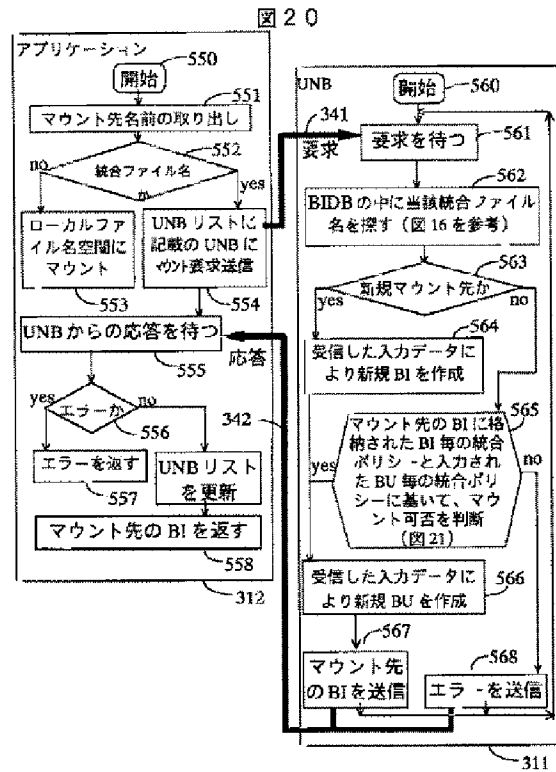 図２０
アプリケーション
550
開始
551
マウント先名前の取り出し
552
no
統合ファイル名
か
yes
ローカルファ
イル名空間に
マウント
553
UNB リストに
記載の UNB に
マウント要求送信
554
UNB からの応答を待つ
555
yes
エラーか
no
556
エラーを返す
557
UNB リスト
を更新
マウント先の BI を返す
558
312
341
要求
応答
342
UNB
開始
560
要求を待つ
561
562
BIDB の中に当該統合ファイル
名を探す（図 16 を参考）
563
新規マウント先か
yes
no
564
受信した入力データに
より新規 BI を作成
565
マウント先の BI に格
納された BI 毎の統合
ポリシ-と入力され
た BU 毎の統合ポリ
シーに基いて、マウ
ント可否を判断
（図 21）
yes
no
受信した入力データに
より新規 BU を作成
566
567
マウント先
の BI を送信
568
エラ-を送信
311